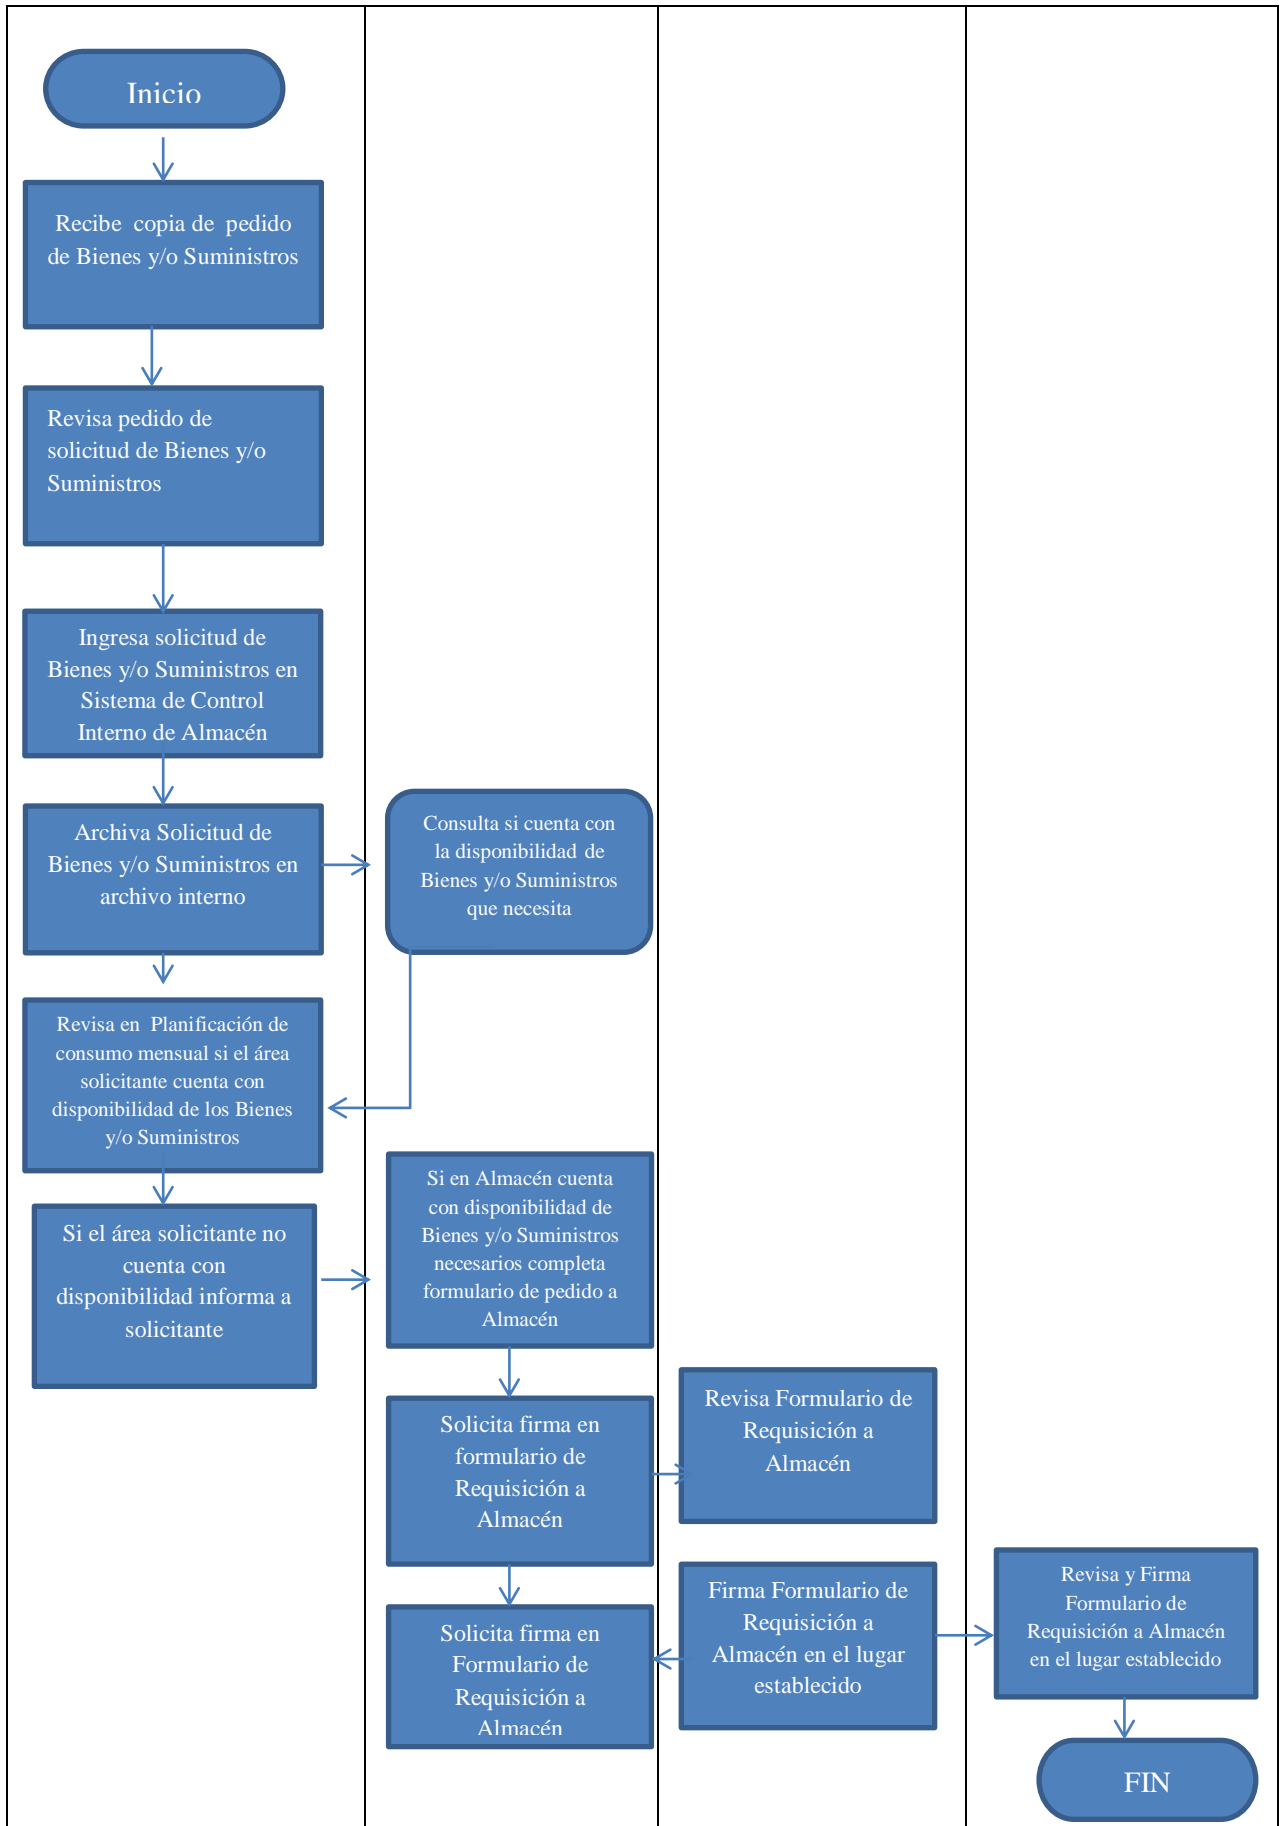 Inicio
Recibe copia de pedido
de Bienes y/o Suministros
Revisa pedido de
solicitud de Bienes y/o
Suministros
Ingresa solicitud de
Bienes y/o Suministros en
Sistema de Control
Interno de Almacén
Archiva Solicitud de
Bienes y/o Suministros en
archivo interno
Consulta si cuenta con
la disponibilidad de
Bienes y/o Suministros
que necesita
Revisa en Planificación de
consumo mensual si el área
solicitante cuenta con
disponibilidad de los Bienes
y/o Suministros
Si el área solicitante no
cuenta con
disponibilidad informa a
solicitante
Si en Almacén cuenta
con disponibilidad de
Bienes y/o Suministros
necesarios completa
formulario de pedido a
Almacén
Solicita firma en
formulario de
Requisición a
Almacén
Revisa Formulario de
Requisición a
Almacén
Solicita firma en
Formulario de
Requisición a
Almacén
Firma Formulario de
Requisición a
Almacén en el lugar
establecido
Revisa y Firma
Formulario de
Requisición a Almacén
en el lugar establecido
FIN